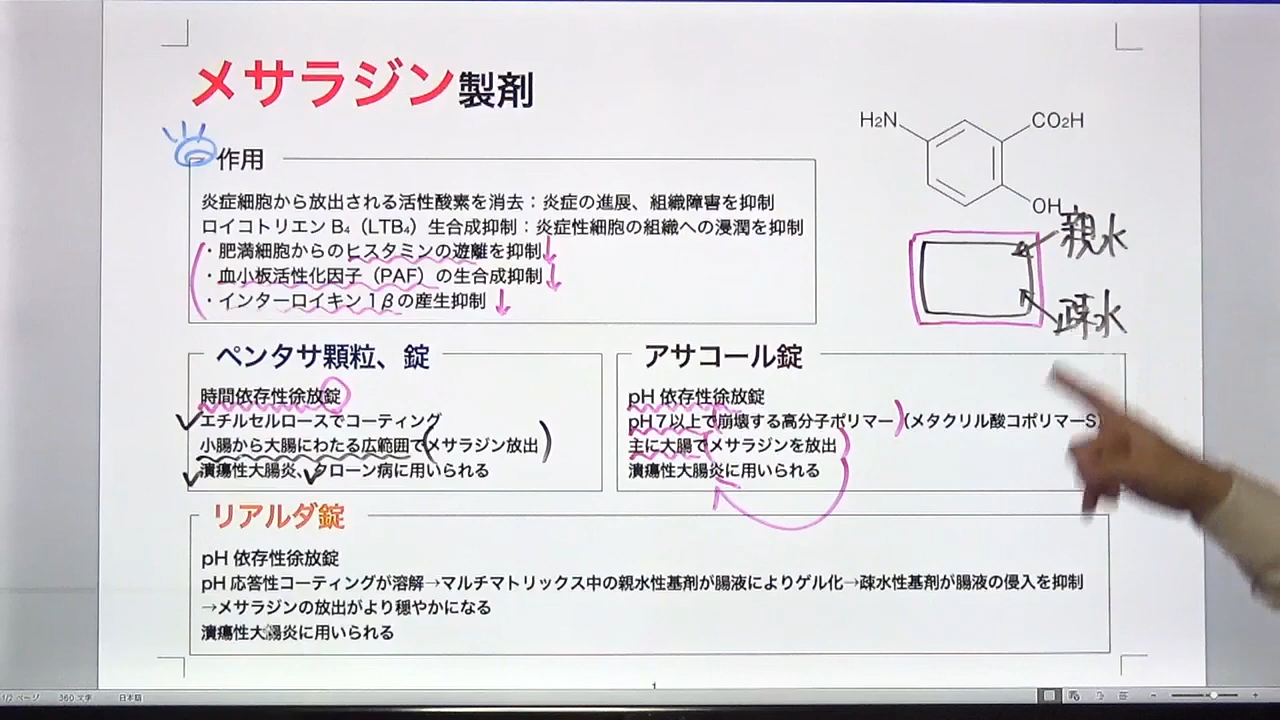 メサラジン製剤
H₂N
CO₂H
OH
作用
炎症細胞から放出される活性酸素を消去：炎症の進展、組織障害を抑制
ロイコトリエン B₄（LTB₄）生合成抑制：炎症性細胞の組織への浸潤を抑制
・肥満細胞からのヒスタミンの遊離を抑制↓
・血小板活性化因子（PAF）の生合成抑制↓
・インターロイキン１βの産生抑制↓
親水
疎水
ペンタサ顆粒、錠
時間依存性徐放錠
エチルセルロースでコーティング
小腸から大腸にわたる広範囲で(メサラジン放出)
潰瘍性大腸炎、クローン病に用いられる
アサコール錠
pH 依存性徐放錠
pH７以上で崩壊する高分子ポリマー（メタクリル酸コポリマーS）
主に大腸でメサラジンを放出
潰瘍性大腸炎に用いられる
リアルダ錠
pH 依存性徐放錠
pH 応答性コーティングが溶解→マルチマトリックス中の親水性基剤が腸液によりゲル化→疎水性基剤が腸液の侵入を抑制
→メサラジンの放出がより穏やかになる
潰瘍性大腸炎に用いられる
1
1/2 ページ 360 文字 日本語